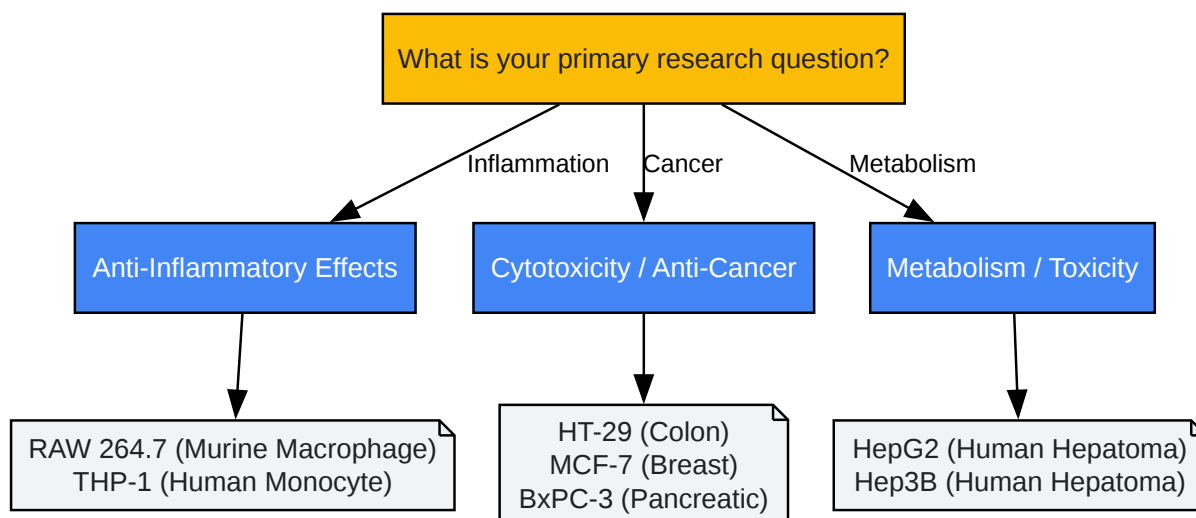 What is your primary research question?
Inflammation
Cancer
Metabolism
Anti-Inflammatory Effects
Cytotoxicity / Anti-Cancer
Metabolism / Toxicity
RAW 264.7 (Murine Macrophage)
THP-1 (Human Monocyte)
HT-29 (Colon)
MCF-7 (Breast)
BxPC-3 (Pancreatic)
HepG2 (Human Hepatoma)
Hep3B (Human Hepatoma)